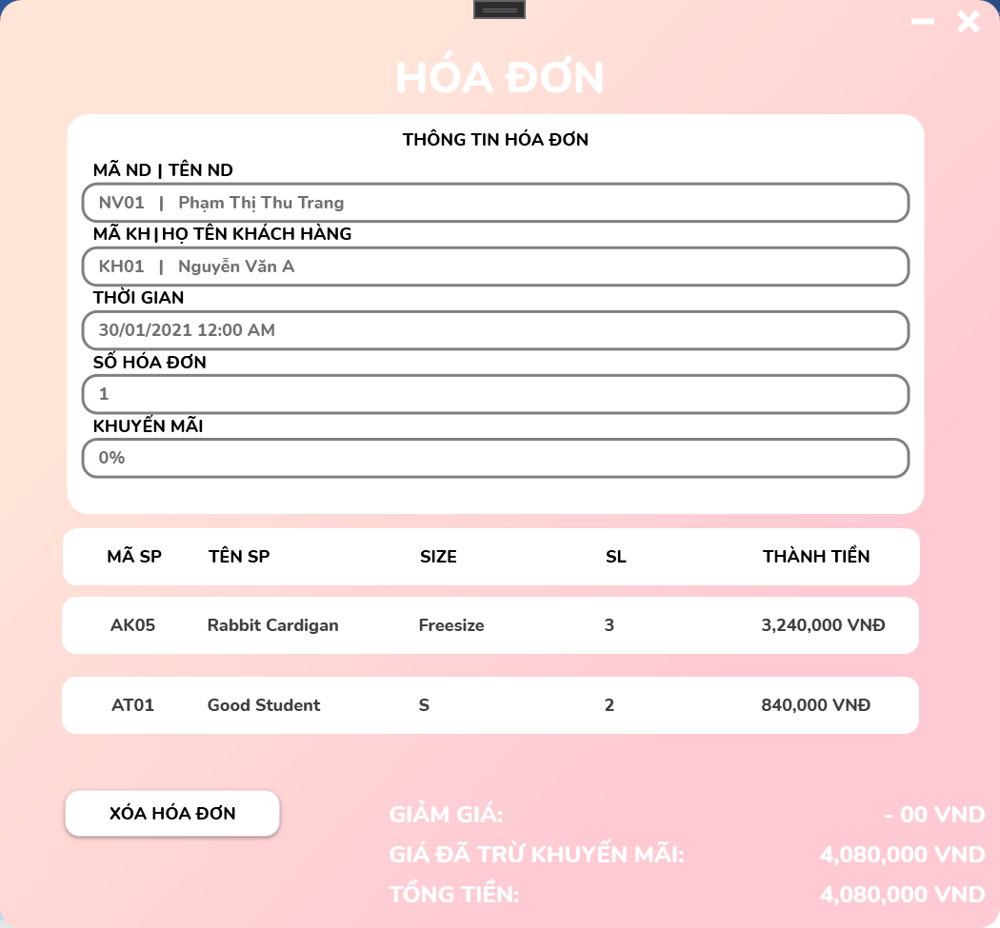 HÓA ĐƠN
THÔNG TIN HÓA ĐƠN
MÃ ND | TÊN ND
NV01 | Phạm Thị Thu Trang
MÃ KH|HỌ TÊN KHÁCH HÀNG
KH01 | Nguyễn Văn A
THỜI GIAN
30/01/2021 12:00 AM
SỐ HÓA ĐƠN
1
KHUYẾN MÃI
0%
MÃ SP TÊN SP SIZE SL THÀNH TIỀN
AK05 Rabbit Cardigan Freesize 3 3,240,000 VNĐ
AT01 Good Student S 2 840,000 VNĐ
XÓA HÓA ĐƠN
GIẢM GIÁ: - 00 VND
GIÁ ĐÃ TRỪ KHUYẾN MÃI: 4,080,000 VND
TỔNG TIỀN: 4,080,000 VND